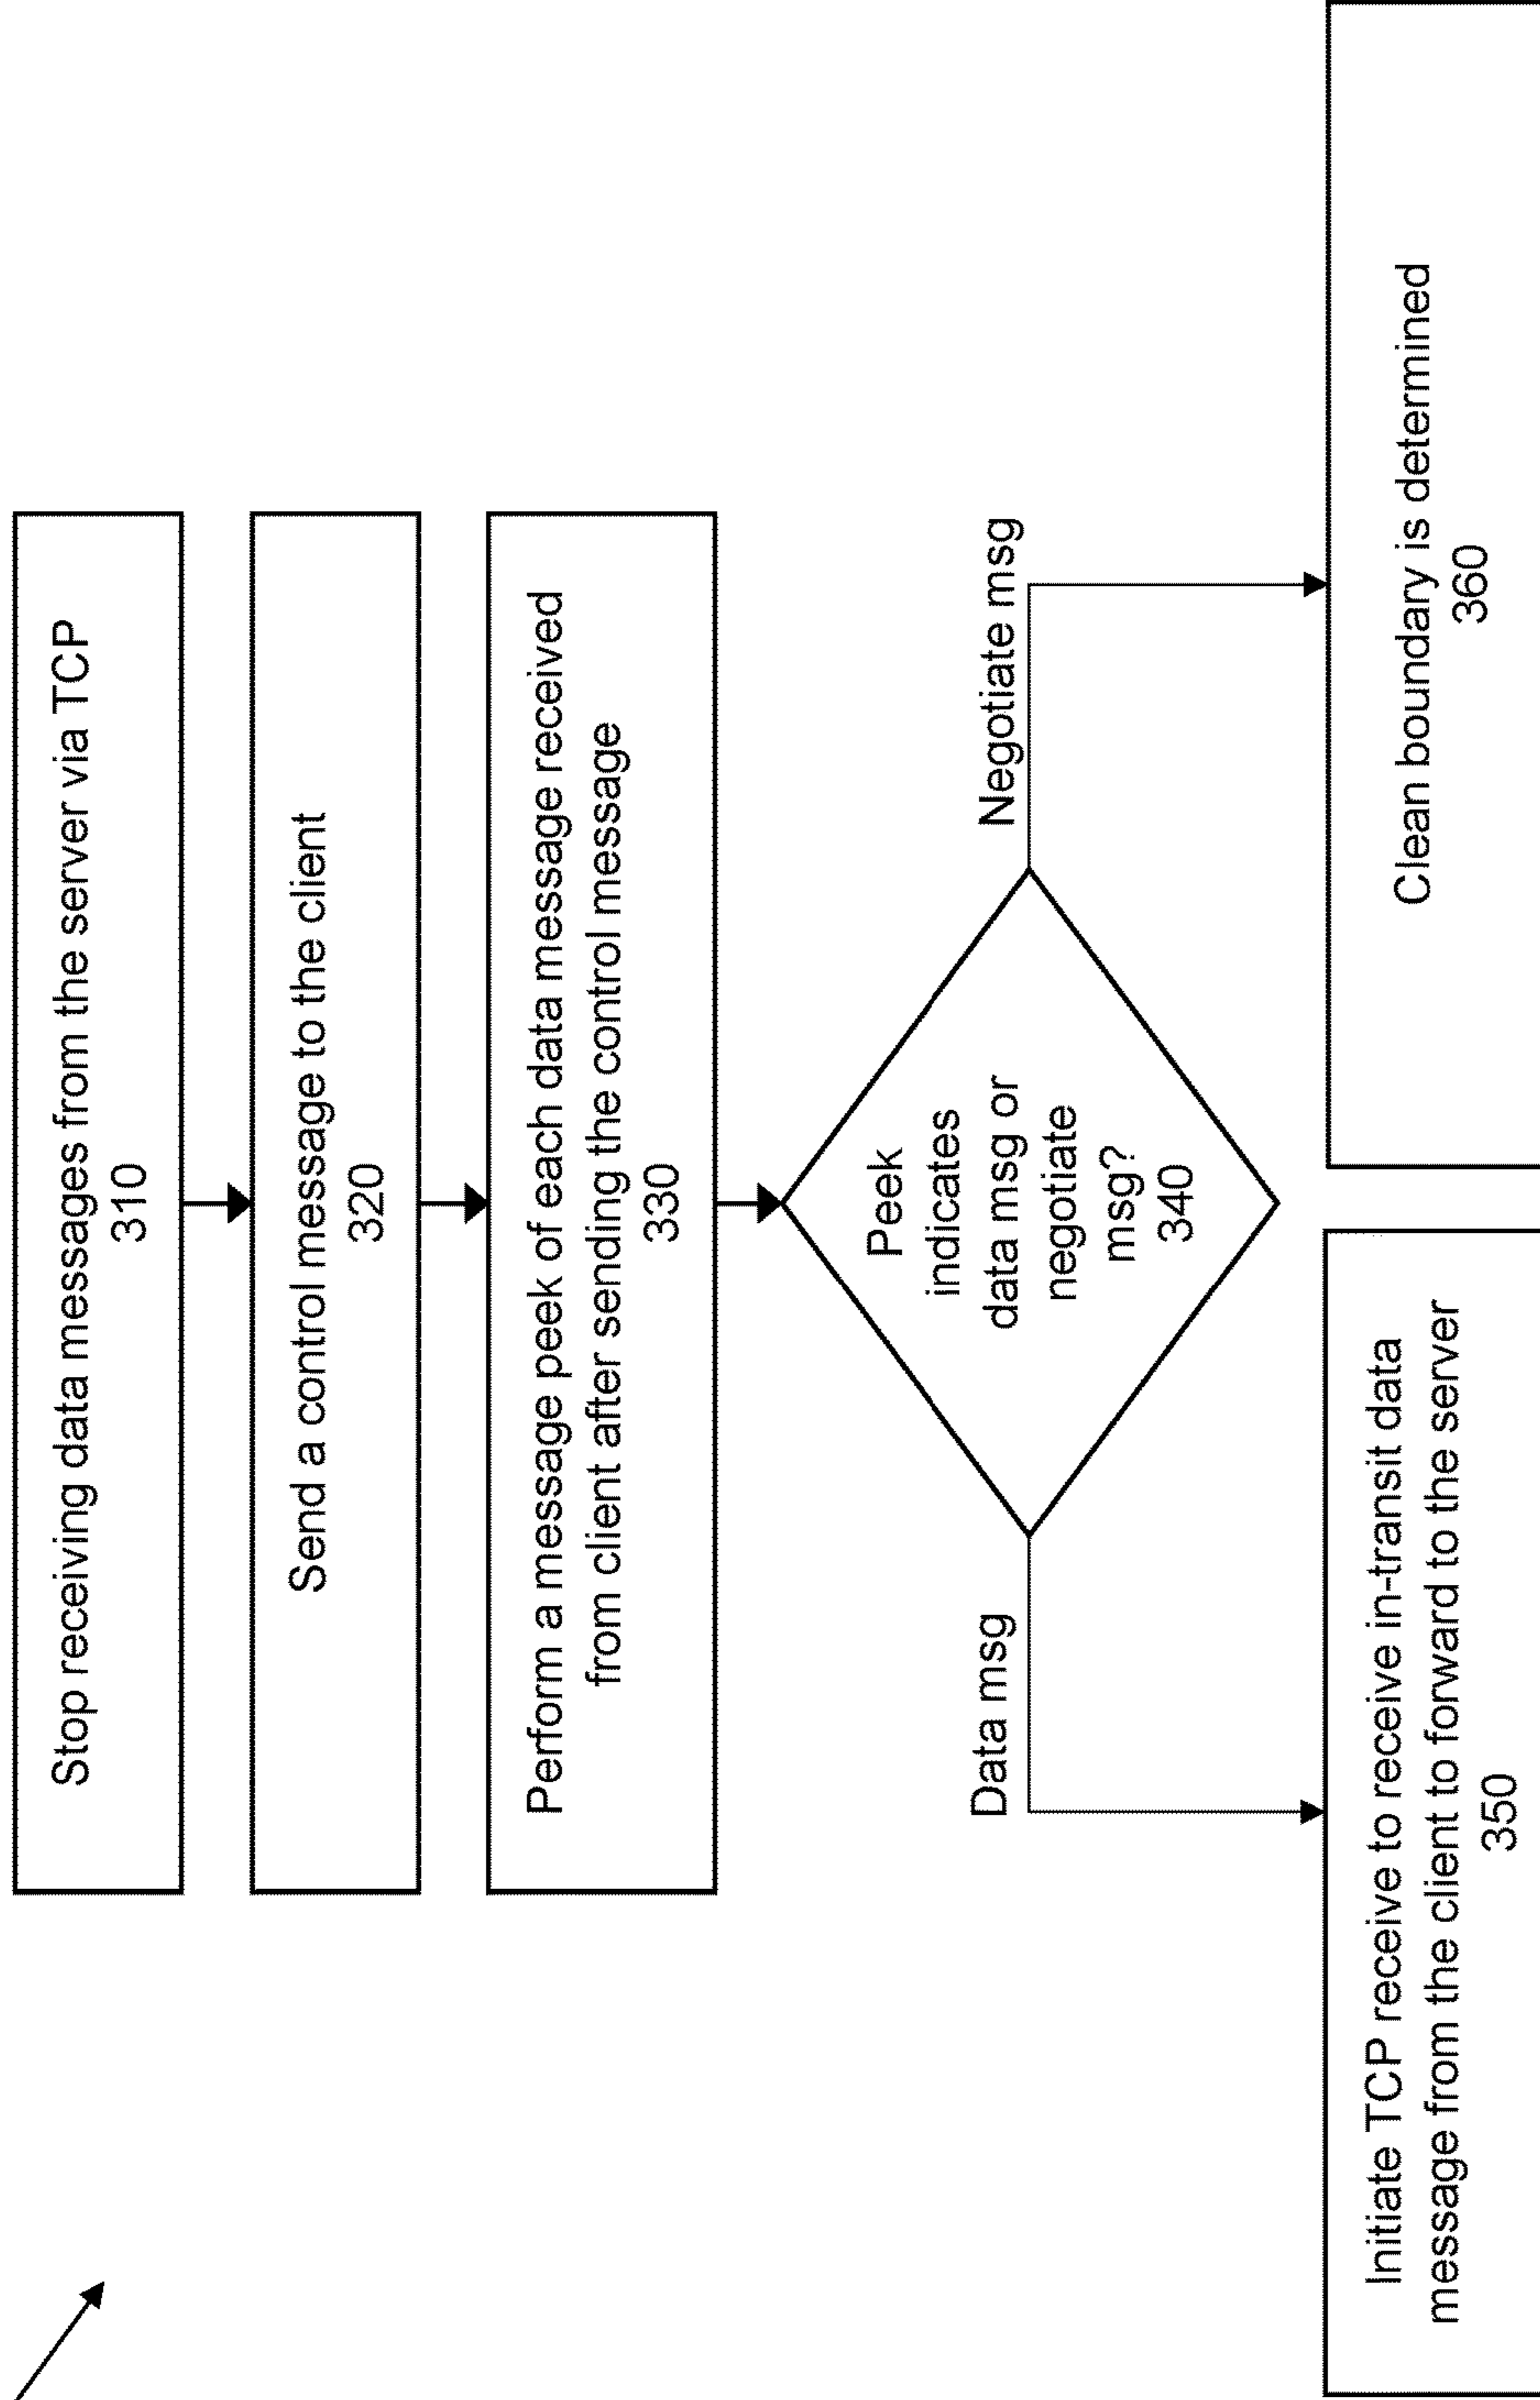 Stop receiving data messages from the server via TCP
310
Send a control message to the client
320
Perform a message peek of each data message received
from client after sending the control message
330
Peek
indicates
data msg or
negotiate
msg?
340
Data msg
Negotiate msg
Initiate TCP receive to receive in-transit data
message from the client to forward to the server
350
Clean boundary is determined
360